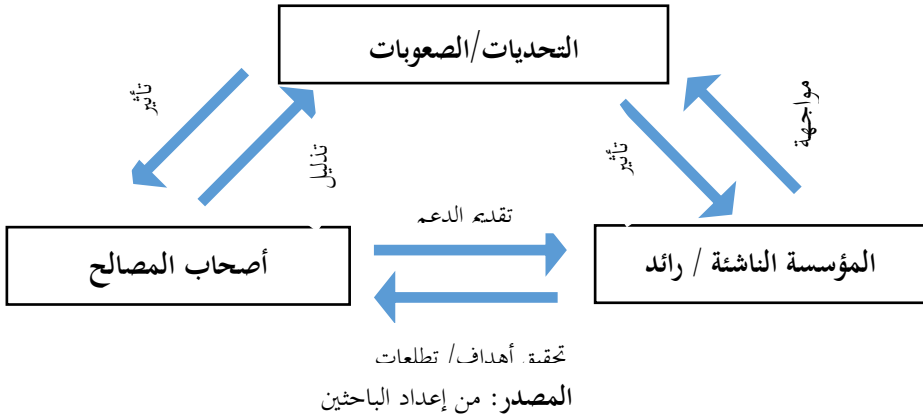 التحديات/الصعوبات
تأثير
تذليل
تأثير
مواجهة
تقديم الدعم
المؤسسة الناشئة / رائد
أصحاب المصالح
تحقيق أهداف/ تطلعات
المصدر: من إعداد الباحثين